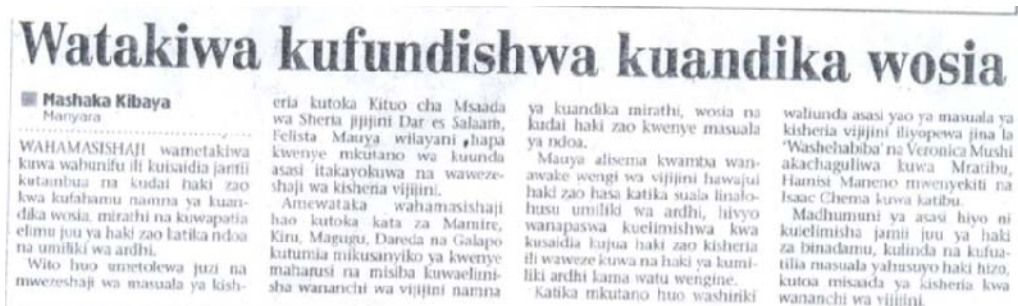 Watakiwa kufundishwa kuandika wosia
Mashaka Kibaya
Manyara
WAHAMASISHAJI wametakiwa
kuwa wabunifu ili kuisaidia jamii
kutambua na kudai haki zao
kwa kufahamu namna ya kuan-
dika wosia, mirathi na kuwapatia
elimu juu ya haki zao katika ndoa
na umiliki wa ardhi.
Wito huo umetolewa juzi na
mwezeshaji wa masuala ya kish-
eria kutoka Kituo cha Msaada
wa Sheria jijijini Dar es Salaam,
Felista Mauya wilayani ,hapa
kwenye mkutano wa kuunda
asasi itakayokuwa na waweze-
shaji wa kisheria vijijini.
Amewataka wahamasishaji
hao kutoka kata za Mamire,
Kiru, Magugu, Dareda na Galapo
kutumia mikusanyiko ya kwenye
maharusi na misiba kuwaelimi-
sha wananchi wa vijijini namna
ya kuandika mirathi, wosia na
kudai haki zao kwenye masuala
ya ndoa.
Mauya alisema kwamba wan-
awake wengi wa vijijini hawajui
haki zao hasa katika suala linalo-
husu umiliki wa ardhi, hivyo
wanapaswa kuelimishwa kwa
kusaidia kujua haki zao kisheria
ili waweze kuwa na haki ya kumi-
liki ardhi kama watu wengine.
Katika mkutano huo washiriki
waliunda asasi yao ya masuala ya
kisheria vijijini iliyopewa jina la
'Washehabiba' na Veronica Mushi
akachaguliwa kuwa Mratibu,
Hamisi Maneno mwenyekiti na
Isaac Chema kuwa katibu.
Madhumuni ya asasi hiyo ni
kuielimisha jamii juu ya haki
za binadamu, kulinda na kufua-
tilia masuala yahusuyo haki hizo,
kutoa misaada ya kisheria kwa
wananchi wa vijijini.